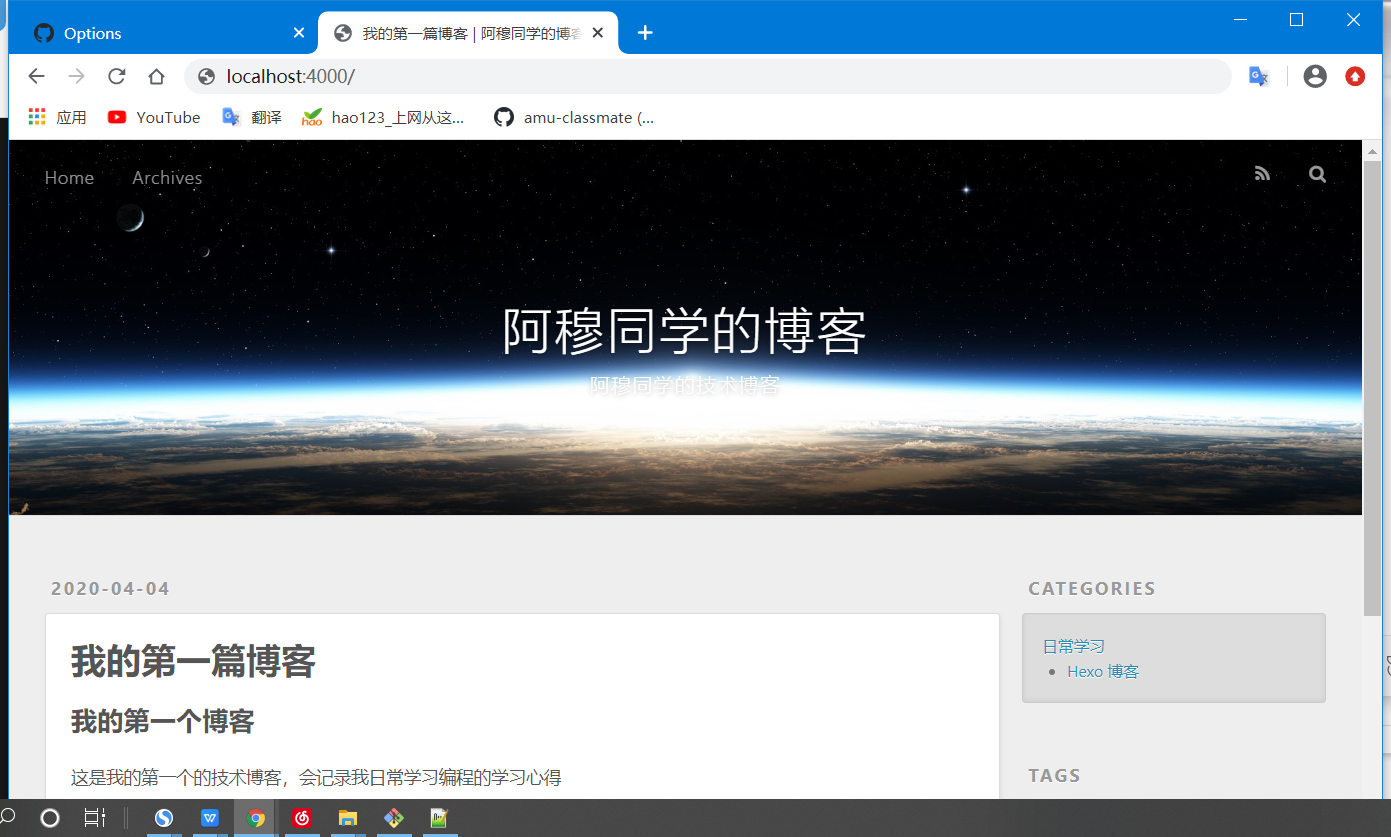 Options
我的第一篇博客 | 阿穆同学的博客
localhost:4000/
应用 YouTube 翻译 hao123_上网从这... amu-classmate (...
Home Archives
阿穆同学的博客
阿穆同学的技术博客
2020-04-04
我的第一篇博客
我的第一个博客
这是我的第一个的技术博客，会记录我日常学习编程的学习心得
CATEGORIES
日常学习
Hexo 博客
TAGS